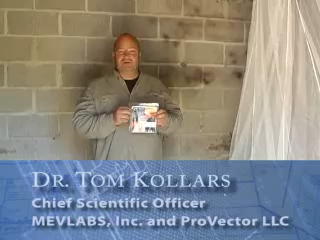 DR. TOM KOLLARS
Chief Scientific Officer
MEVLABS, Inc. and ProVector LLC